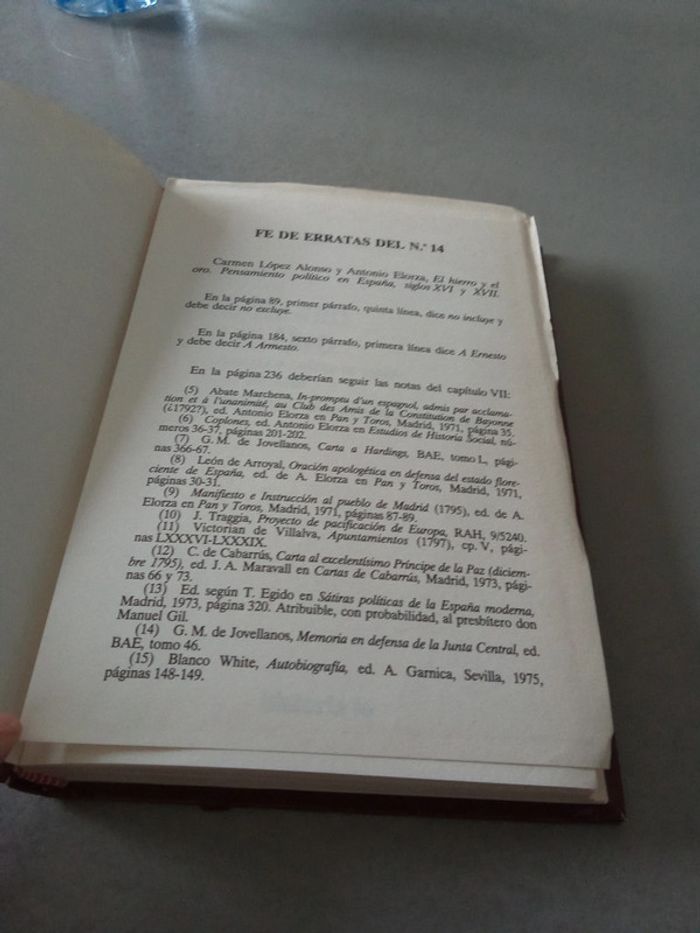 FE DE ERRATAS DEL N.º 14
Carmen López Alonso y Antonio Elorza, El hierro y el
oro. Pensamiento político en España, siglos XVI y XVII.
En la página 89, primer párrafo, quinta línea, dice no incluye y
debe decir no excluye.
En la página 184, sexto párrafo, primera línea dice A Ernesto
y debe decir A Armesto.
En la página 236 deberían seguir las notas del capítulo VII:
(5) Abate Marchena, In-prompeu d'un espagnol, admis par acclama-
tion et à l'unanimité, au Club des Amis de la Constitution de Bayonne
(¿1792?), ed. Antonio Elorza en Pan y Toros, Madrid, 1971, página 35.
(6) Coplones, ed. Antonio Elorza en Estudios de Historia Social, nú-
meros 36-37, páginas 201-202.
(7) G. M. de Jovellanos, Carta a Hardings, BAE, tomo L, pági-
nas 366-67.
(8) León de Arroyal, Oración apologética en defensa del estado flore-
ciente de España, ed. de A. Elorza en Pan y Toros, Madrid, 1971,
páginas 30-31.
(9) Manifiesto e Instrucción al pueblo de Madrid (1795), ed. de A.
Elorza en Pan y Toros, Madrid, 1971, páginas 87-89.
(10) J. Traggia, Proyecto de pacificación de Europa, RAH, 9/5240.
(11) Victorian de Villalva, Apuntamientos (1797), cp. V, pági-
nas LXXXVI-LXXXIX.
(12) C. de Cabarrús, Carta al excelentísimo Príncipe de la Paz (diciem-
bre 1795), ed. J. A. Maravall en Cartas de Cabarrús, Madrid, 1973, pági-
nas 66 y 73.
(13) Ed. según T. Egido en Sátiras políticas de la España moderna,
Madrid, 1973, página 320. Atribuible, con probabilidad, al presbítero don
Manuel Gil.
(14) G. M. de Jovellanos, Memoria en defensa de la Junta Central, ed.
BAE, tomo 46.
(15) Blanco White, Autobiografía, ed. A. Garnica, Sevilla, 1975,
páginas 148-149.